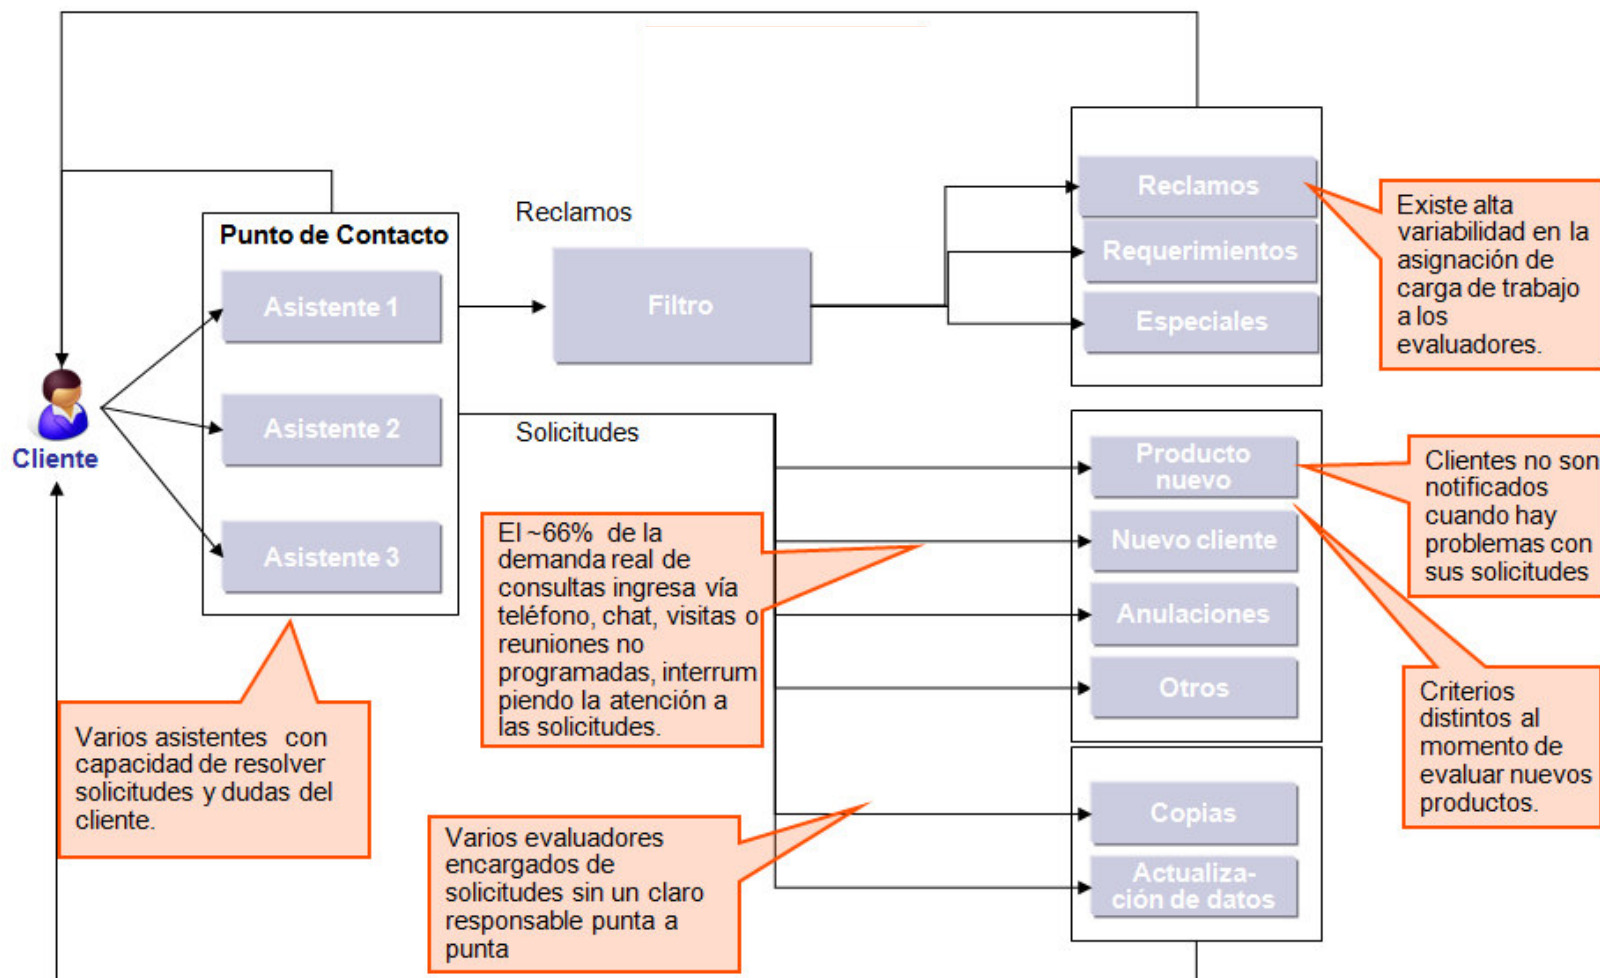 Cliente
Punto de Contacto
Asistente 1
Asistente 2
Asistente 3
Varios asistentes con
capacidad de resolver
solicitudes y dudas del
cliente.
Reclamos
Filtro
Solicitudes
El ~66% de la
demanda real de
consultas ingresa vía
teléfono, chat, visitas o
reuniones no
programadas, interrum
piendo la atención a
las solicitudes.
Varios evaluadores
encargados de
solicitudes sin un claro
responsable punta a
punta
Reclamos
Requerimientos
Especiales
Producto
nuevo
Nuevo cliente
Anulaciones
Otros
Copias
Actualiza-
ción de datos
Existe alta
variabilidad en la
asignación de
carga de trabajo
a los
evaluadores.
Clientes no son
notificados
cuando hay
problemas con
sus solicitudes
Criterios
distintos al
momento de
evaluar nuevos
productos.